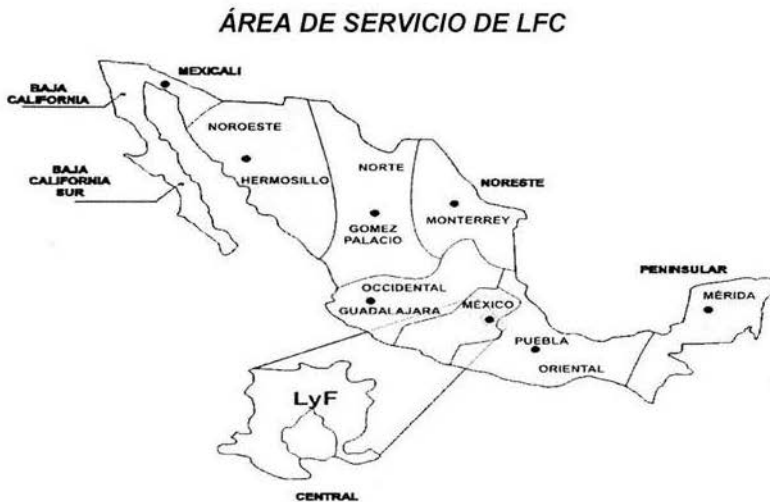 ÁREA DE SERVICIO DE LFC
MEXICALI
BAJA
CALIFORNIA
NOROESTE
NORTE
BAJA
CALIFORNIA
SUR
HERMOSILLO
NORESTE
MONTERREY
GOMEZ
PALACIO
PENINSULAR
OCCIDENTAL
MÉXICO
MÉRIDA
GUADALAJARA
PUEBLA
ORIENTAL
LyF
CENTRAL